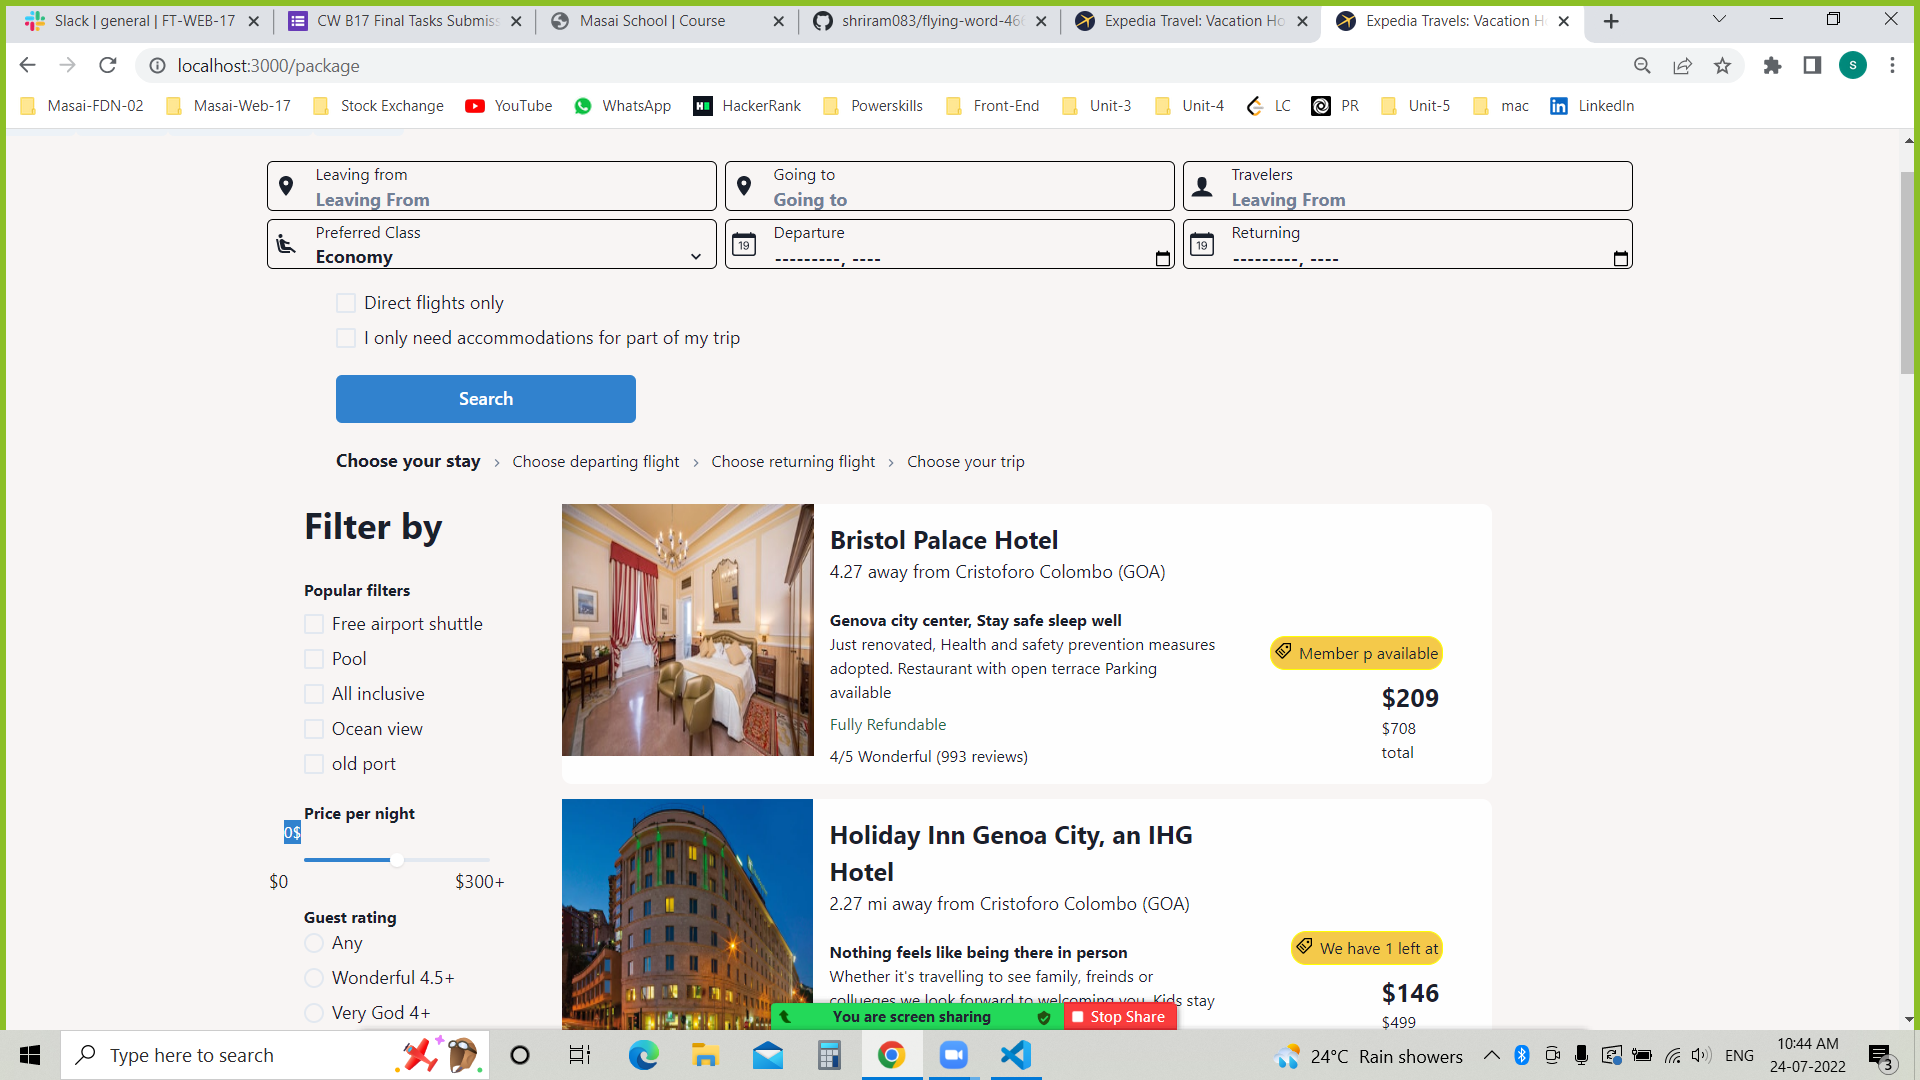 Slack | general | FT-WEB-17
CW B17 Final Tasks Submiss
Masai School | Course
shriram083/flying-word-466
Expedia Travel: Vacation Ho
Expedia Travels: Vacation H
localhost:3000/package
s
Masai-FDN-02
Masai-Web-17
Stock Exchange
YouTube
WhatsApp
HackerRank
Powerskills
Front-End
Unit-3
Unit-4
LC
PR
Unit-5
mac
LinkedIn
Leaving from
Leaving From
Going to
Going to
Travelers
Leaving From
Preferred Class
Economy
19
Departure
---------, ----
19
Returning
---------, ----
Direct flights only
I only need accommodations for part of my trip
Search
Choose your stay > Choose departing flight > Choose returning flight > Choose your trip
Filter by
Popular filters
Free airport shuttle
Pool
All inclusive
Ocean view
old port
Price per night
0$
$0
$300+
Guest rating
Any
Wonderful 4.5+
Very God 4+
Bristol Palace Hotel
4.27 away from Cristoforo Colombo (GOA)
Genova city center, Stay safe sleep well
Just renovated, Health and safety prevention measures
adopted. Restaurant with open terrace Parking
available
Fully Refundable
4/5 Wonderful (993 reviews)
Member p available
$209
$708
total
Holiday Inn Genoa City, an IHG
Hotel
2.27 mi away from Cristoforo Colombo (GOA)
Nothing feels like being there in person
Whether it's travelling to see family, freinds or
collueges we look forward to welcoming you. Kids stay
We have 1 left at
$146
$499
You are screen sharing
Stop Share
Type here to search
24°C Rain showers
ENG
10:44 AM
24-07-2022
3